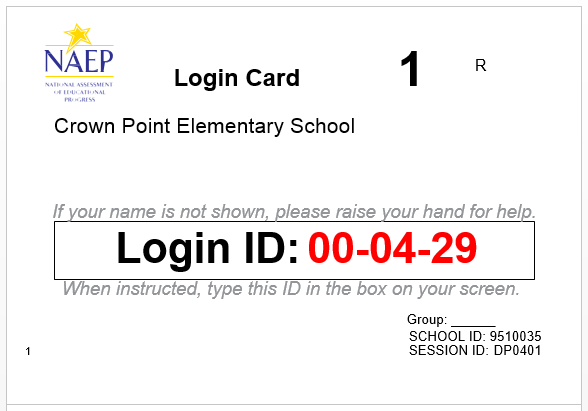 NAEP
NATIONAL ASSESSMENT
OF EDUCATIONAL
PROGRESS
Login Card 1 R
Crown Point Elementary School
If your name is not shown, please raise your hand for help.
Login ID: 00-04-29
When instructed, type this ID in the box on your screen.
Group: ______
SCHOOL ID: 9510035
1 SESSION ID: DP0401